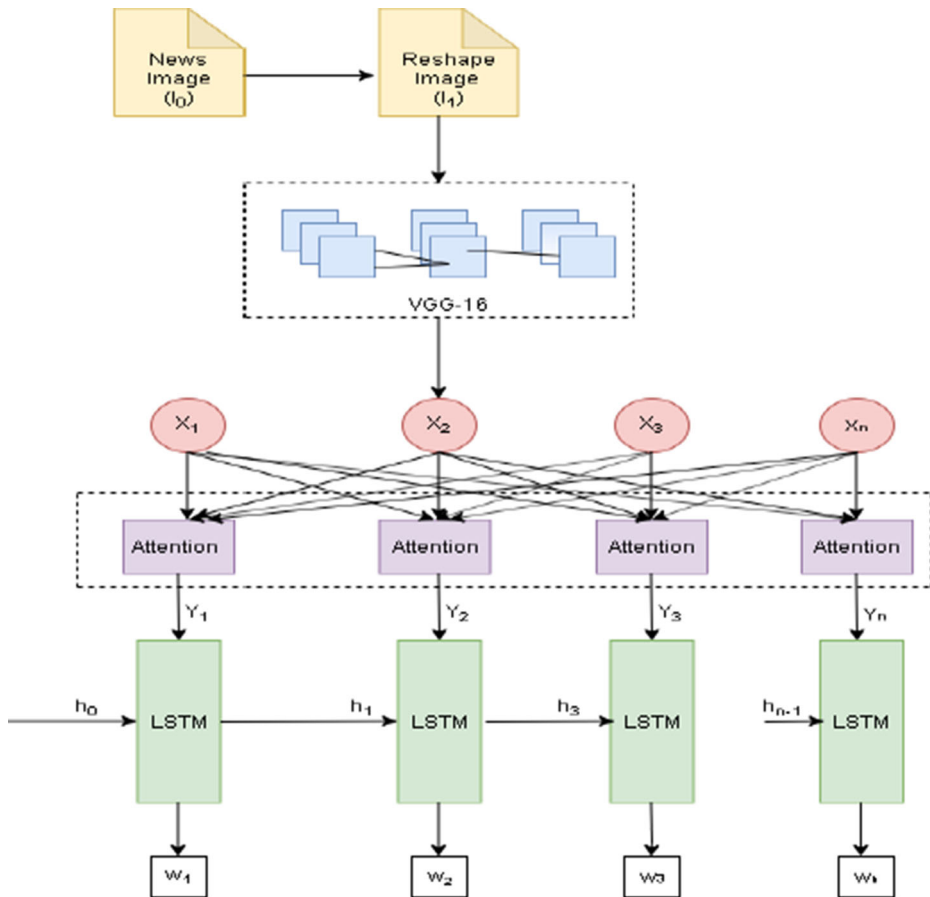 News
Image
(I₀)
Reshape
Image
(I₁)
VGG-16
X₁
X₂
X₃
Xₙ
Attention
Attention
Attention
Attention
Y₁
Y₂
Y₃
Yₙ
h₀
LSTM
h₁
LSTM
h₃
LSTM
hₙ₋₁
LSTM
W₁
W₂
W₃